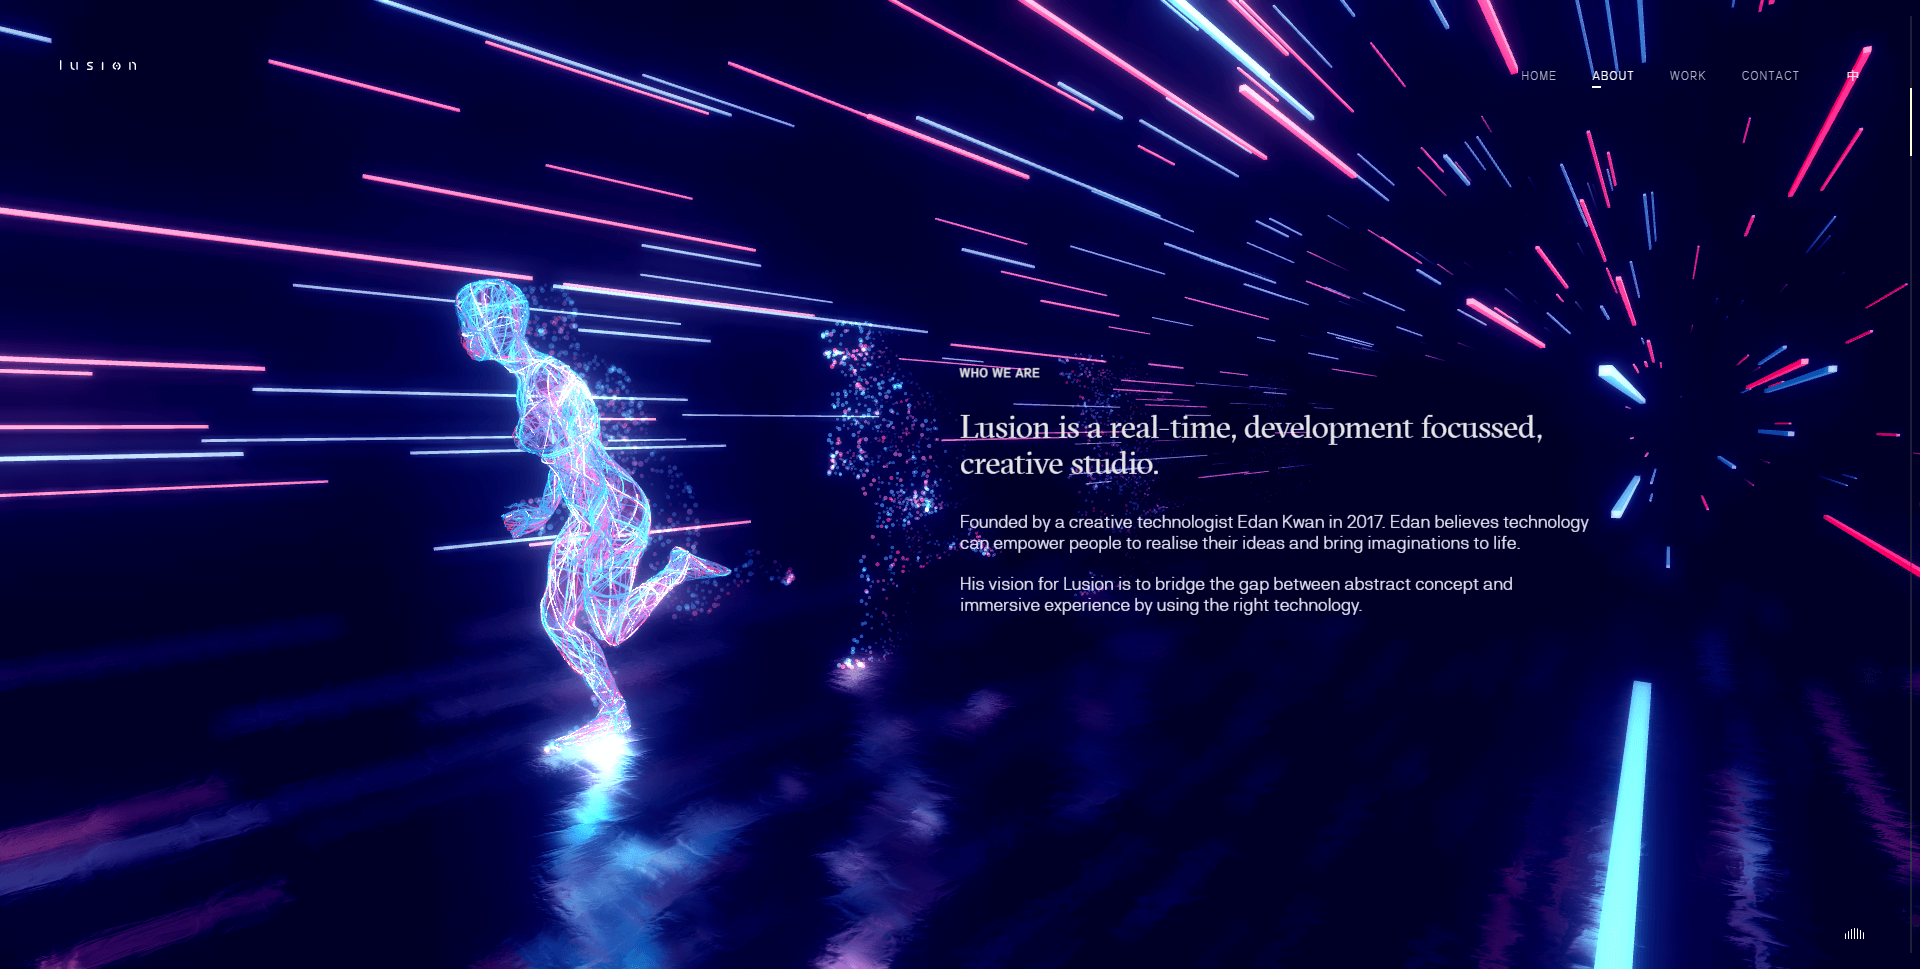 lusion
HOME ABOUT WORK CONTACT 中
WHO WE ARE
Lusion is a real-time, development focussed,
creative studio.
Founded by a creative technologist Edan Kwan in 2017. Edan believes technology
can empower people to realise their ideas and bring imaginations to life.
His vision for Lusion is to bridge the gap between abstract concept and
immersive experience by using the right technology.